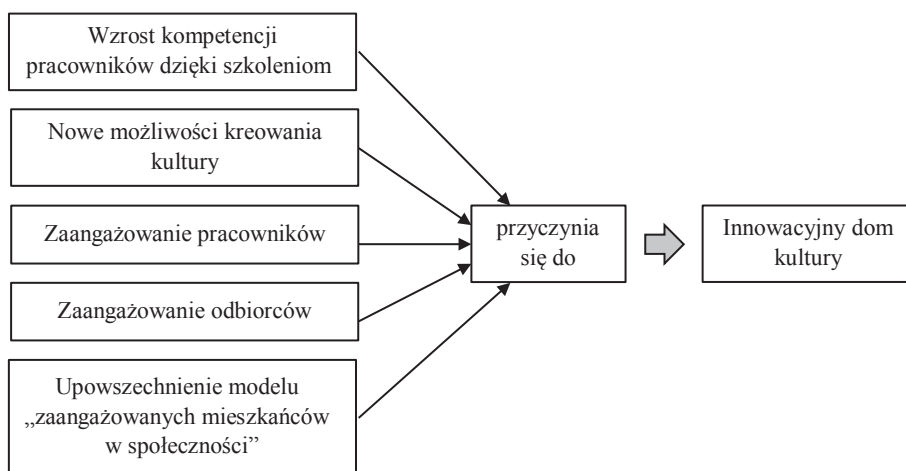 Wzrost kompetencji
pracowników dzięki szkoleniom
Nowe możliwości kreowania
kultury
Zaangażowanie pracowników
Zaangażowanie odbiorców
Upowszechnienie modelu
„zaangażowanych mieszkańców
w społeczności”
przyczynia
się do
Innowacyjny dom
kultury